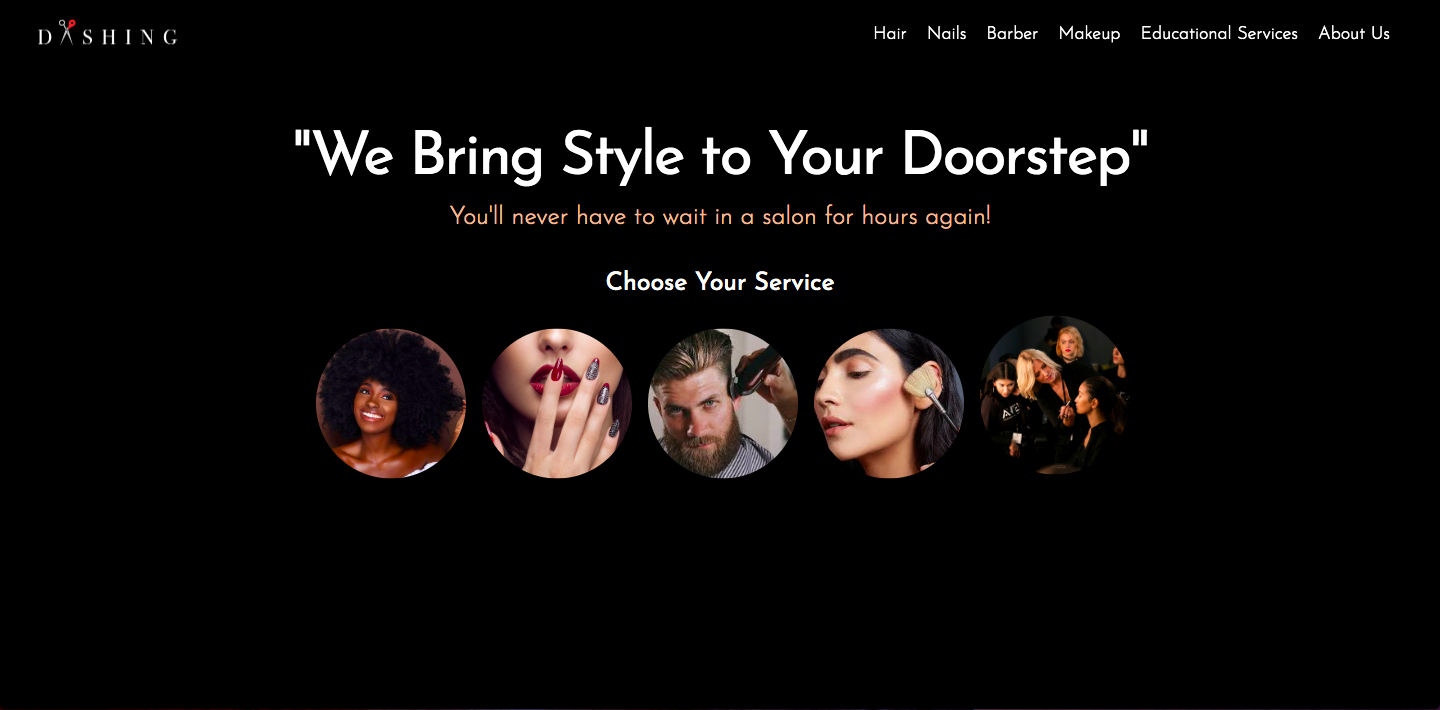 DASHING
Hair Nails Barber Makeup Educational Services About Us
"We Bring Style to Your Doorstep"
You'll never have to wait in a salon for hours again!
Choose Your Service